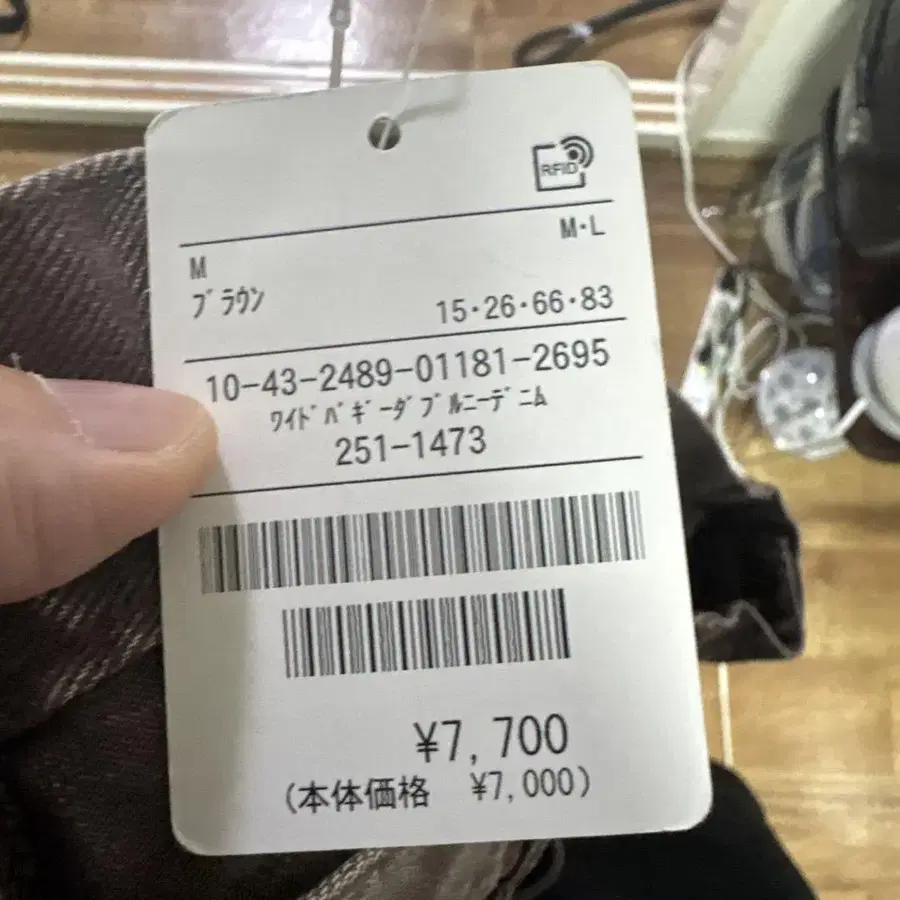 RFID
M・L
M
ブラウン
15・26・66・83
10-43-2489-01181-2695
ワイドバギーダブルニーデニム
251-1473
¥7,700
(本体価格 ¥7,000)